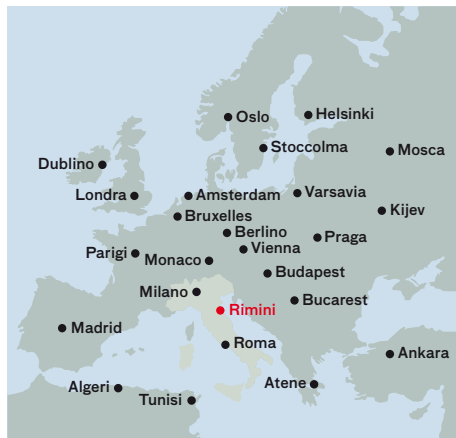 Oslo
Helsinki
Stoccolma
Mosca
Dublino
Londra
Amsterdam
Varsavia
Bruxelles
Kijev
Berlino
Praga
Parigi
Vienna
Monaco
Budapest
Milano
Bucarest
Rimini
Madrid
Roma
Ankara
Algeri
Atene
Tunisi